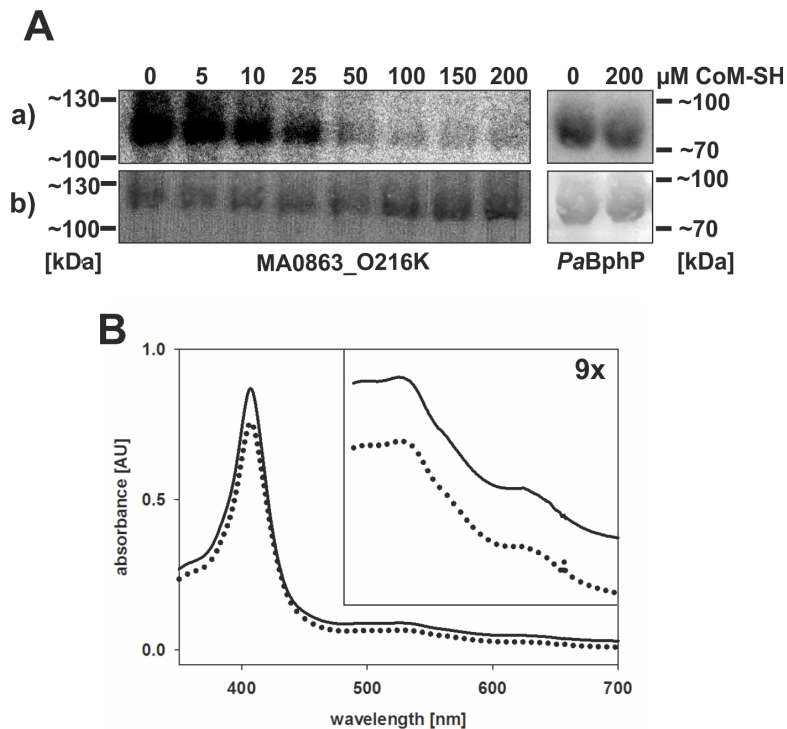 A
0 5 10 25 50 100 150 200 0 200 µM CoM-SH
a) ~130 ~100 ~100 ~70
b) ~130 ~100 ~100 ~70
[kDa] MA0863_O216K PaBphP [kDa]
B
1.0
0.5
0.0
absorbance [AU]
9x
400 500 600 700
wavelength [nm]